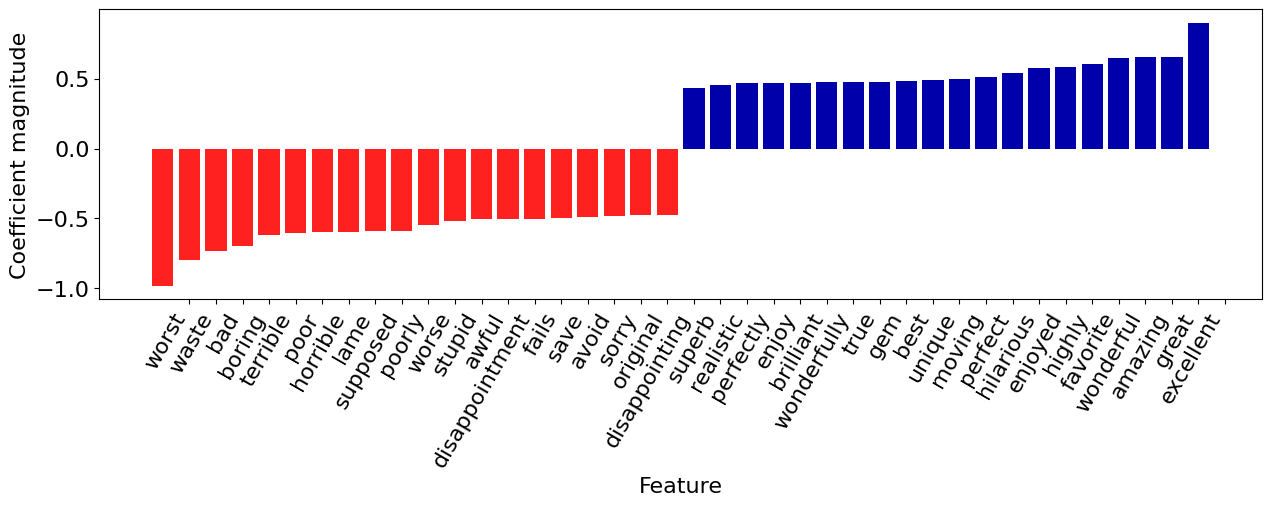 Coefficient magnitude
0.5
0.0
−0.5
−1.0
worst
waste
bad
boring
terrible
poor
horrible
lame
supposed
poorly
worse
stupid
awful
disappointment
fails
save
avoid
sorry
original
disappointing
superb
realistic
perfectly
enjoy
brilliant
wonderfully
true
gem
best
unique
moving
perfect
hilarious
enjoyed
highly
favorite
wonderful
amazing
great
excellent
Feature